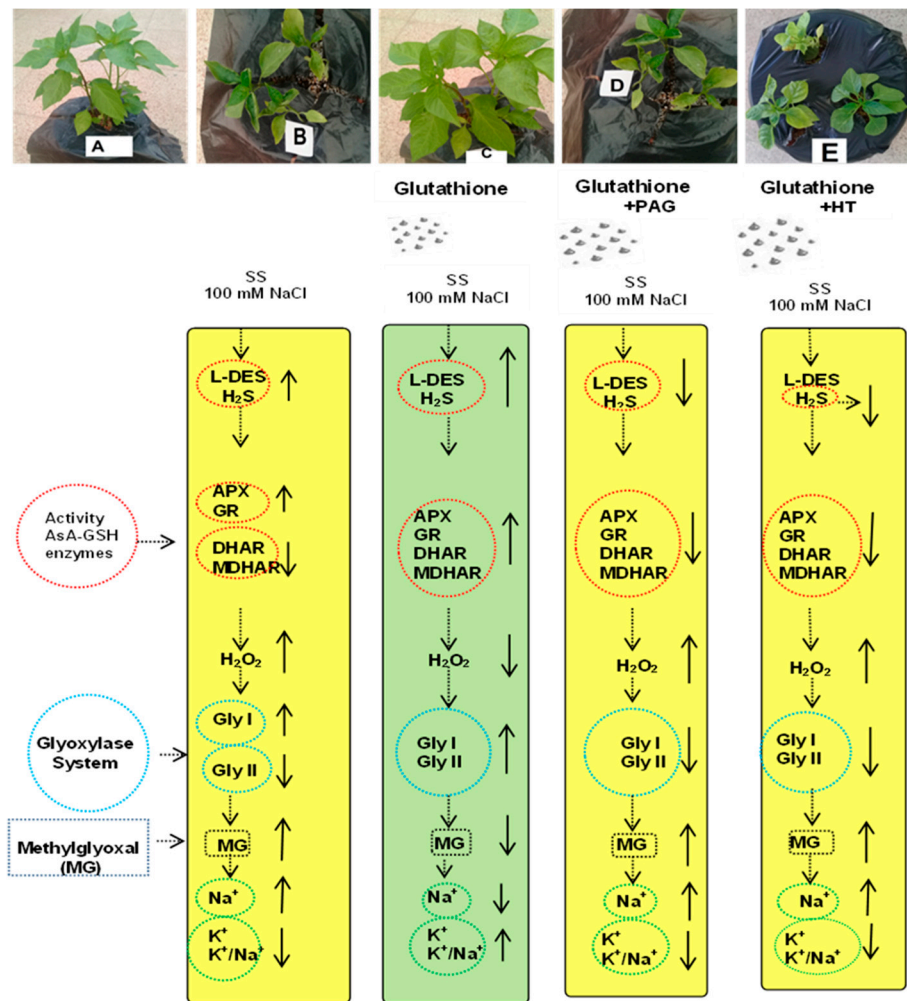 A
B
C
D
E
Glutathione
Glutathione
+PAG
Glutathione
+HT
SS
100 mM NaCl
SS
100 mM NaCl
SS
100 mM NaCl
SS
100 mM NaCl
L-DES
H₂S
L-DES
H₂S
L-DES
H₂S
L-DES
H₂S
Activity
AsA-GSH
enzymes
APX
GR
DHAR
MDHAR
APX
GR
DHAR
MDHAR
APX
GR
DHAR
MDHAR
APX
GR
DHAR
MDHAR
H₂O₂
H₂O₂
H₂O₂
H₂O₂
Glyoxylase
System
Gly I
Gly II
Gly I
Gly II
Gly I
Gly II
Gly I
Gly II
Methylglyoxal
(MG)
MG
MG
MG
MG
Na⁺
Na⁺
Na⁺
Na⁺
K⁺
K⁺/Na⁺
K⁺
K⁺/Na⁺
K⁺
K⁺/Na⁺
K⁺
K⁺/Na⁺